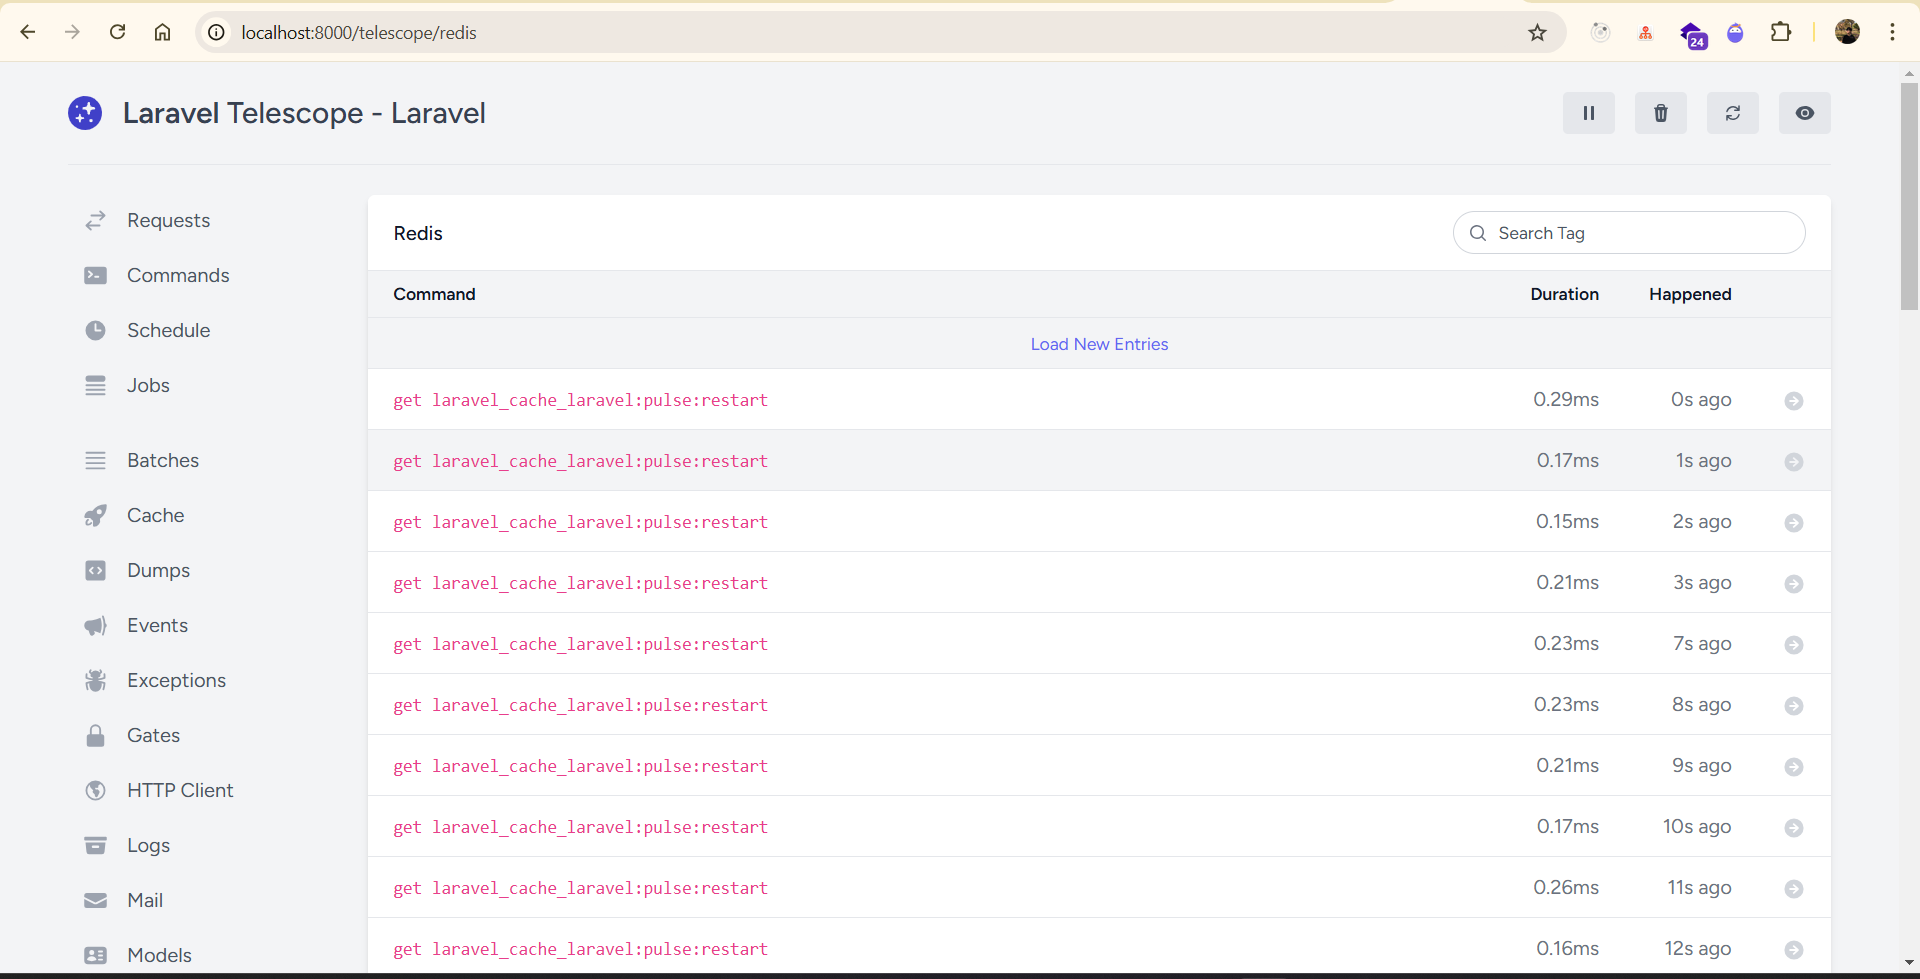 localhost:8000/telescope/redis
24
Laravel Telescope - Laravel
Requests
Commands
Schedule
Jobs
Batches
Cache
Dumps
Events
Exceptions
Gates
HTTP Client
Logs
Mail
Models
Redis
Search Tag
Command Duration Happened
Load New Entries
get laravel_cache_laravel:pulse:restart 0.29ms 0s ago
get laravel_cache_laravel:pulse:restart 0.17ms 1s ago
get laravel_cache_laravel:pulse:restart 0.15ms 2s ago
get laravel_cache_laravel:pulse:restart 0.21ms 3s ago
get laravel_cache_laravel:pulse:restart 0.23ms 7s ago
get laravel_cache_laravel:pulse:restart 0.23ms 8s ago
get laravel_cache_laravel:pulse:restart 0.21ms 9s ago
get laravel_cache_laravel:pulse:restart 0.17ms 10s ago
get laravel_cache_laravel:pulse:restart 0.26ms 11s ago
get laravel_cache_laravel:pulse:restart 0.16ms 12s ago